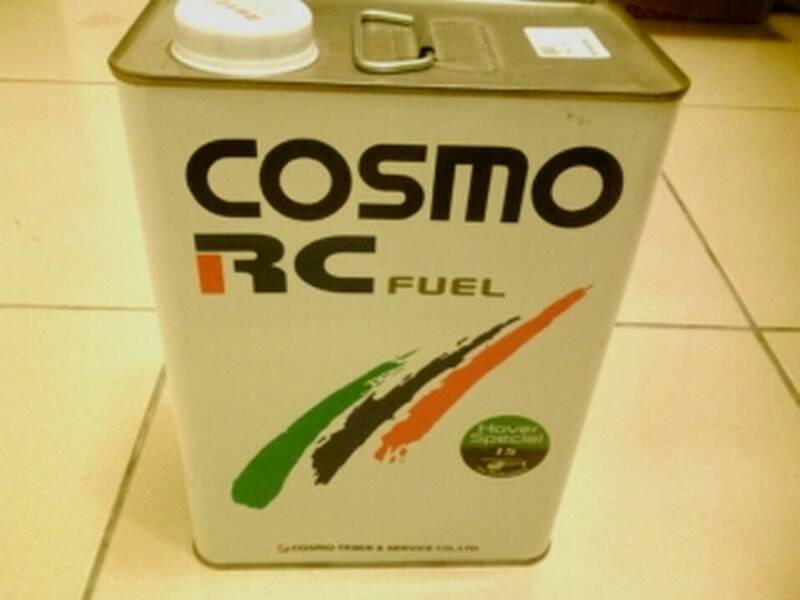 COSMO
RC FUEL
Hover
Special
15
COSMO TRADE & SERVICE CO.,LTD.